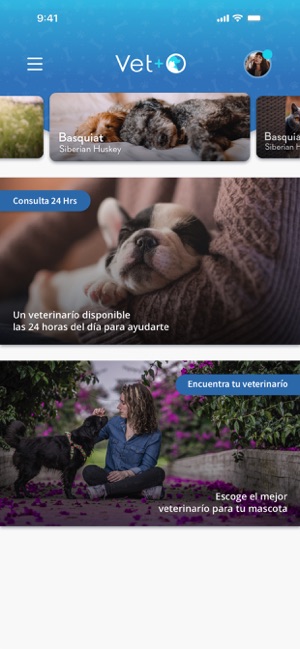 9:41
Vet+
Basquiat
Siberian Huskey
Basquia
Siberian H
Consulta 24 Hrs
Un veterinario disponible
las 24 horas del día para ayudarte
Encuentra tu veterinario
Escoge el mejor
veterinario para tu mascota